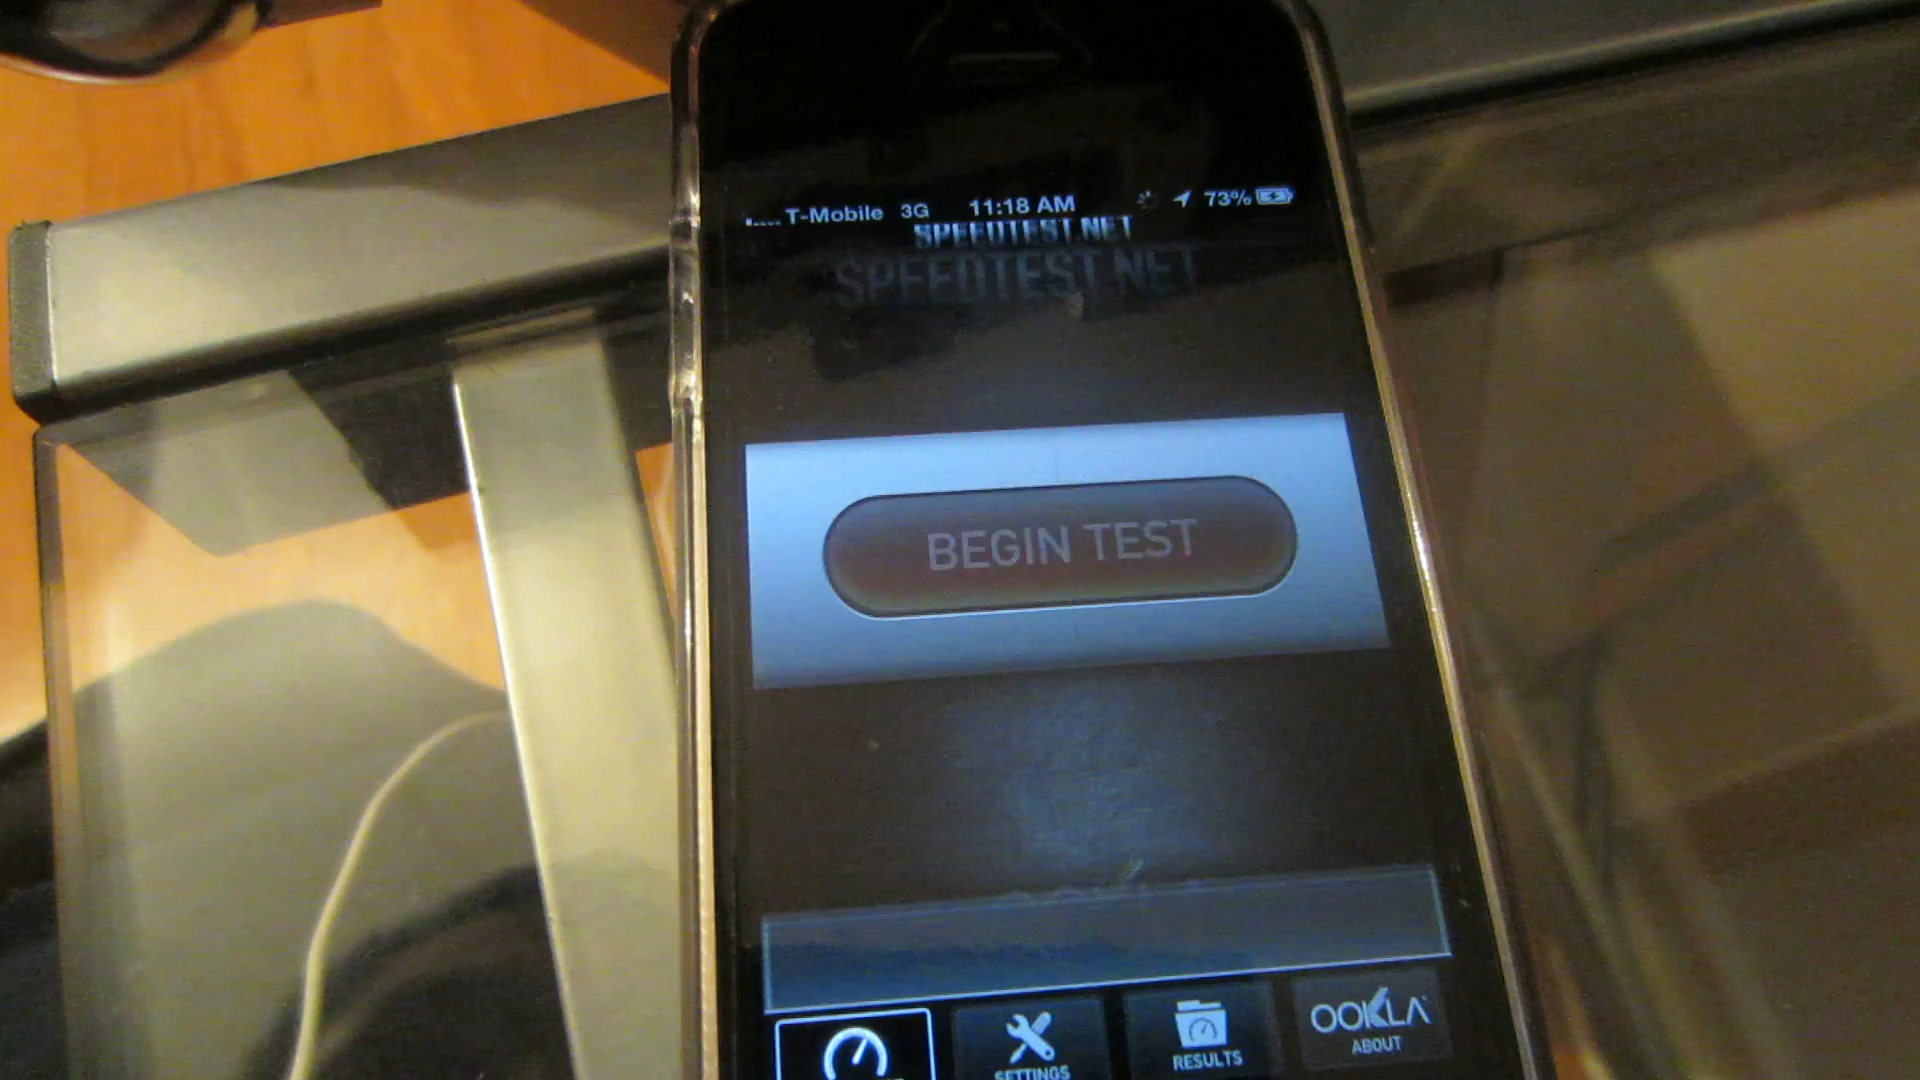 T-Mobile 3G 11:18 AM 73%
SPEEDTEST.NET
SPEEDTEST.NET
BEGIN TEST
SETTINGS
RESULTS
OOKLA
ABOUT